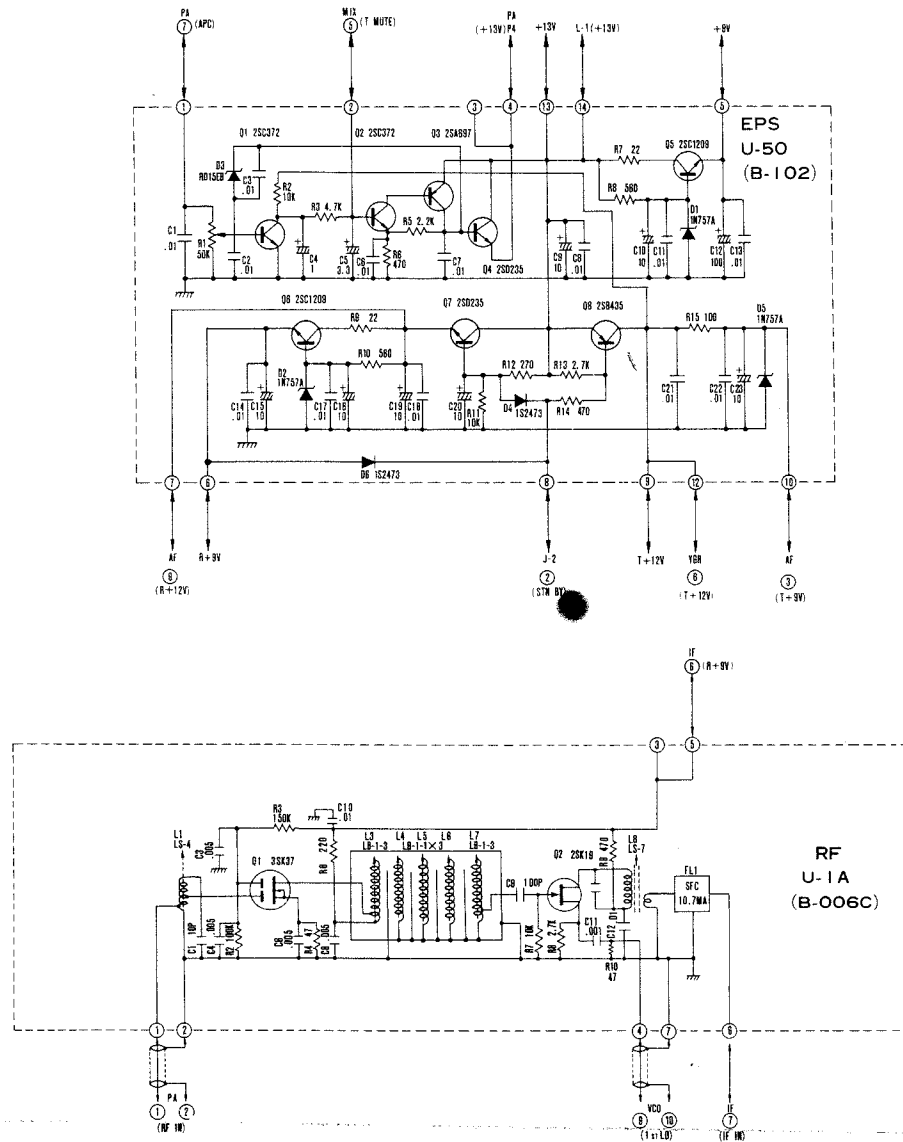 PA MIX PA +13V L-1(+13V) +9V
7 (APC) 5 (T MUTE) (+13V)P4
1 2 3 4 13 14 5
EPS
U-50
(B-102)
Q1 2SC372 Q2 2SC372 Q3 2SA697 R7 22 Q5 2SC1209
D3
RD15EB
C3
.01
R2
10K
R3 4.7K
R5 2.2K
R8 560
D1
1N757A
C1
.01
R1
50K
C2
.01
C4
1
C5
3.3
C6
.01
R6
470
C7
.01
Q4 2SD235
C9
10
C8
.01
C10
10
C11
.01
C12
100
C13
.01
Q6 2SC1209 Q7 2SD235 Q8 2SB435
R9 22
R15 100
D5
1N757A
R10 560
R12 270 R13 2.7K
D2
1N757A
C14
.01
C15
10
C17
.01
C16
10
C19
10
C18
.01
C20
10
R11
10K
D4
1S2473
R14 470
C21
.01
C22
.01
C23
10
D6 1S2473
7 6 8 9 12 10
AF R+9V J-2 T+12V YGR AF
(R+12V) 2 (STN BY) 6 (T+12V) 3 (T+9V)
IF
6 (R+9V)
3 5
RF
U-1A
(B-006C)
R3
150K
C10
.01
L1
LS-4
C3
.005
Q1 3SK37
220
L3 L4 L5 L6 L7
LB-1-3 LB-1-1×3 LB-1-3
C9 100P
Q2 2SK19
R9 470
L8
LS-7
FL1
SFC
10.7MA
C1 10P
C4 .005
R2 100K
.005
R4 47
.005
R7 10K
R8 2.7K
C11
.001
C12
R10
47
1 2 4 7
PA VCO IF
1 2 10 7
(RF IN) (1st LO) (IF IN)